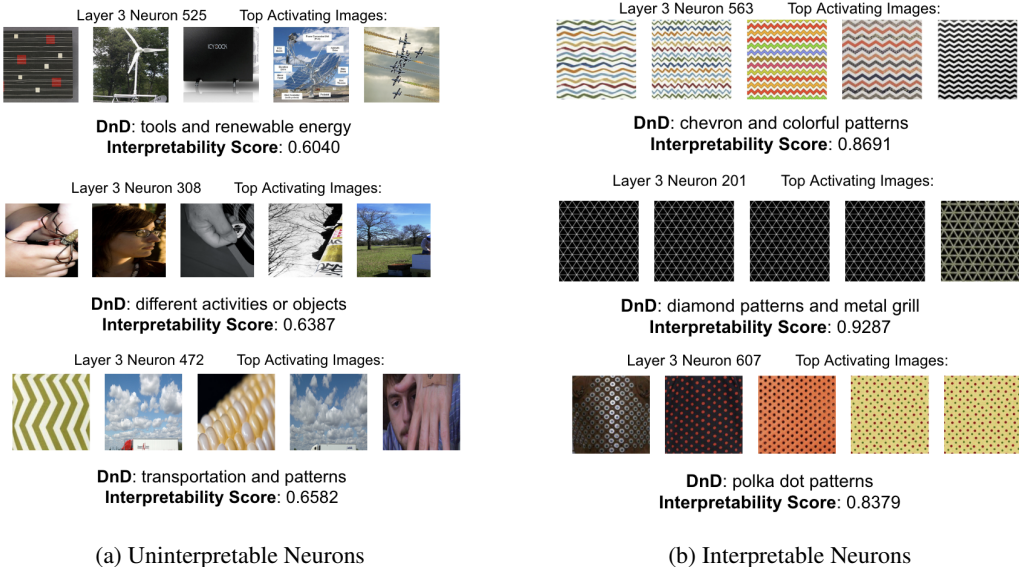 Layer 3 Neuron 525 Top Activating Images:
ICY DOCK
DnD: tools and renewable energy
Interpretability Score: 0.6040
Layer 3 Neuron 308 Top Activating Images:
DnD: different activities or objects
Interpretability Score: 0.6387
Layer 3 Neuron 472 Top Activating Images:
DnD: transportation and patterns
Interpretability Score: 0.6582
(a) Uninterpretable Neurons
Layer 3 Neuron 563 Top Activating Images:
DnD: chevron and colorful patterns
Interpretability Score: 0.8691
Layer 3 Neuron 201 Top Activating Images:
DnD: diamond patterns and metal grill
Interpretability Score: 0.9287
Layer 3 Neuron 607 Top Activating Images:
DnD: polka dot patterns
Interpretability Score: 0.8379
(b) Interpretable Neurons